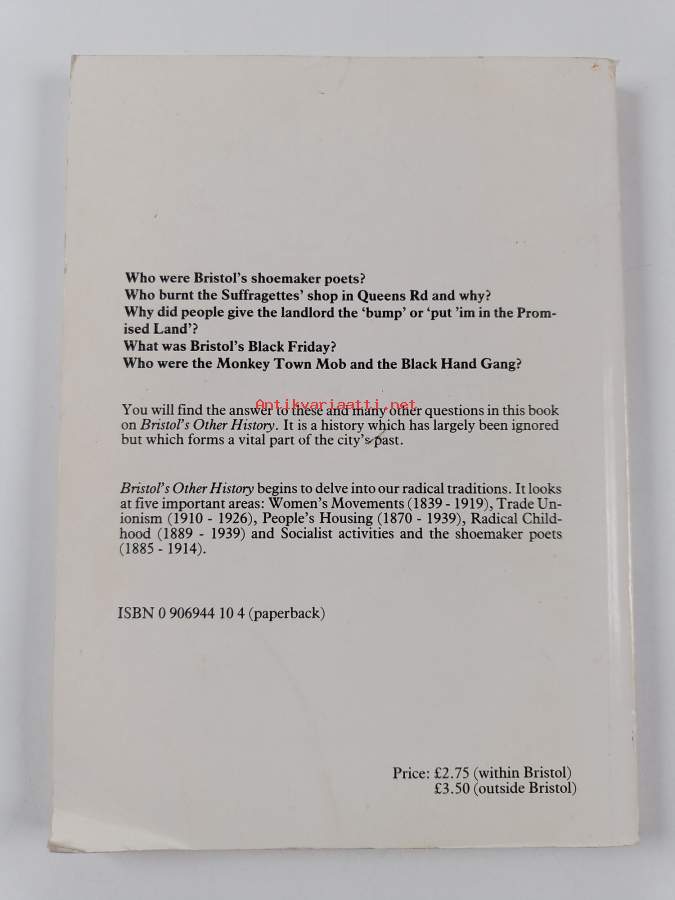 Who were Bristol's shoemaker poets?
Who burnt the Suffragettes' shop in Queens Rd and why?
Why did people give the landlord the 'bump' or 'put 'im in the Prom-
ised Land'?
What was Bristol's Black Friday?
Who were the Monkey Town Mob and the Black Hand Gang?
Antikvariaatti.net
You will find the answer to these and many other questions in this book
on Bristol's Other History. It is a history which has largely been ignored
but which forms a vital part of the city's past.
Bristol's Other History begins to delve into our radical traditions. It looks
at five important areas: Women's Movements (1839 - 1919), Trade Un-
ionism (1910 - 1926), People's Housing (1870 - 1939), Radical Child-
hood (1889 - 1939) and Socialist activities and the shoemaker poets
(1885 - 1914).
ISBN 0 906944 10 4 (paperback)
Price: £2.75 (within Bristol)
£3.50 (outside Bristol)